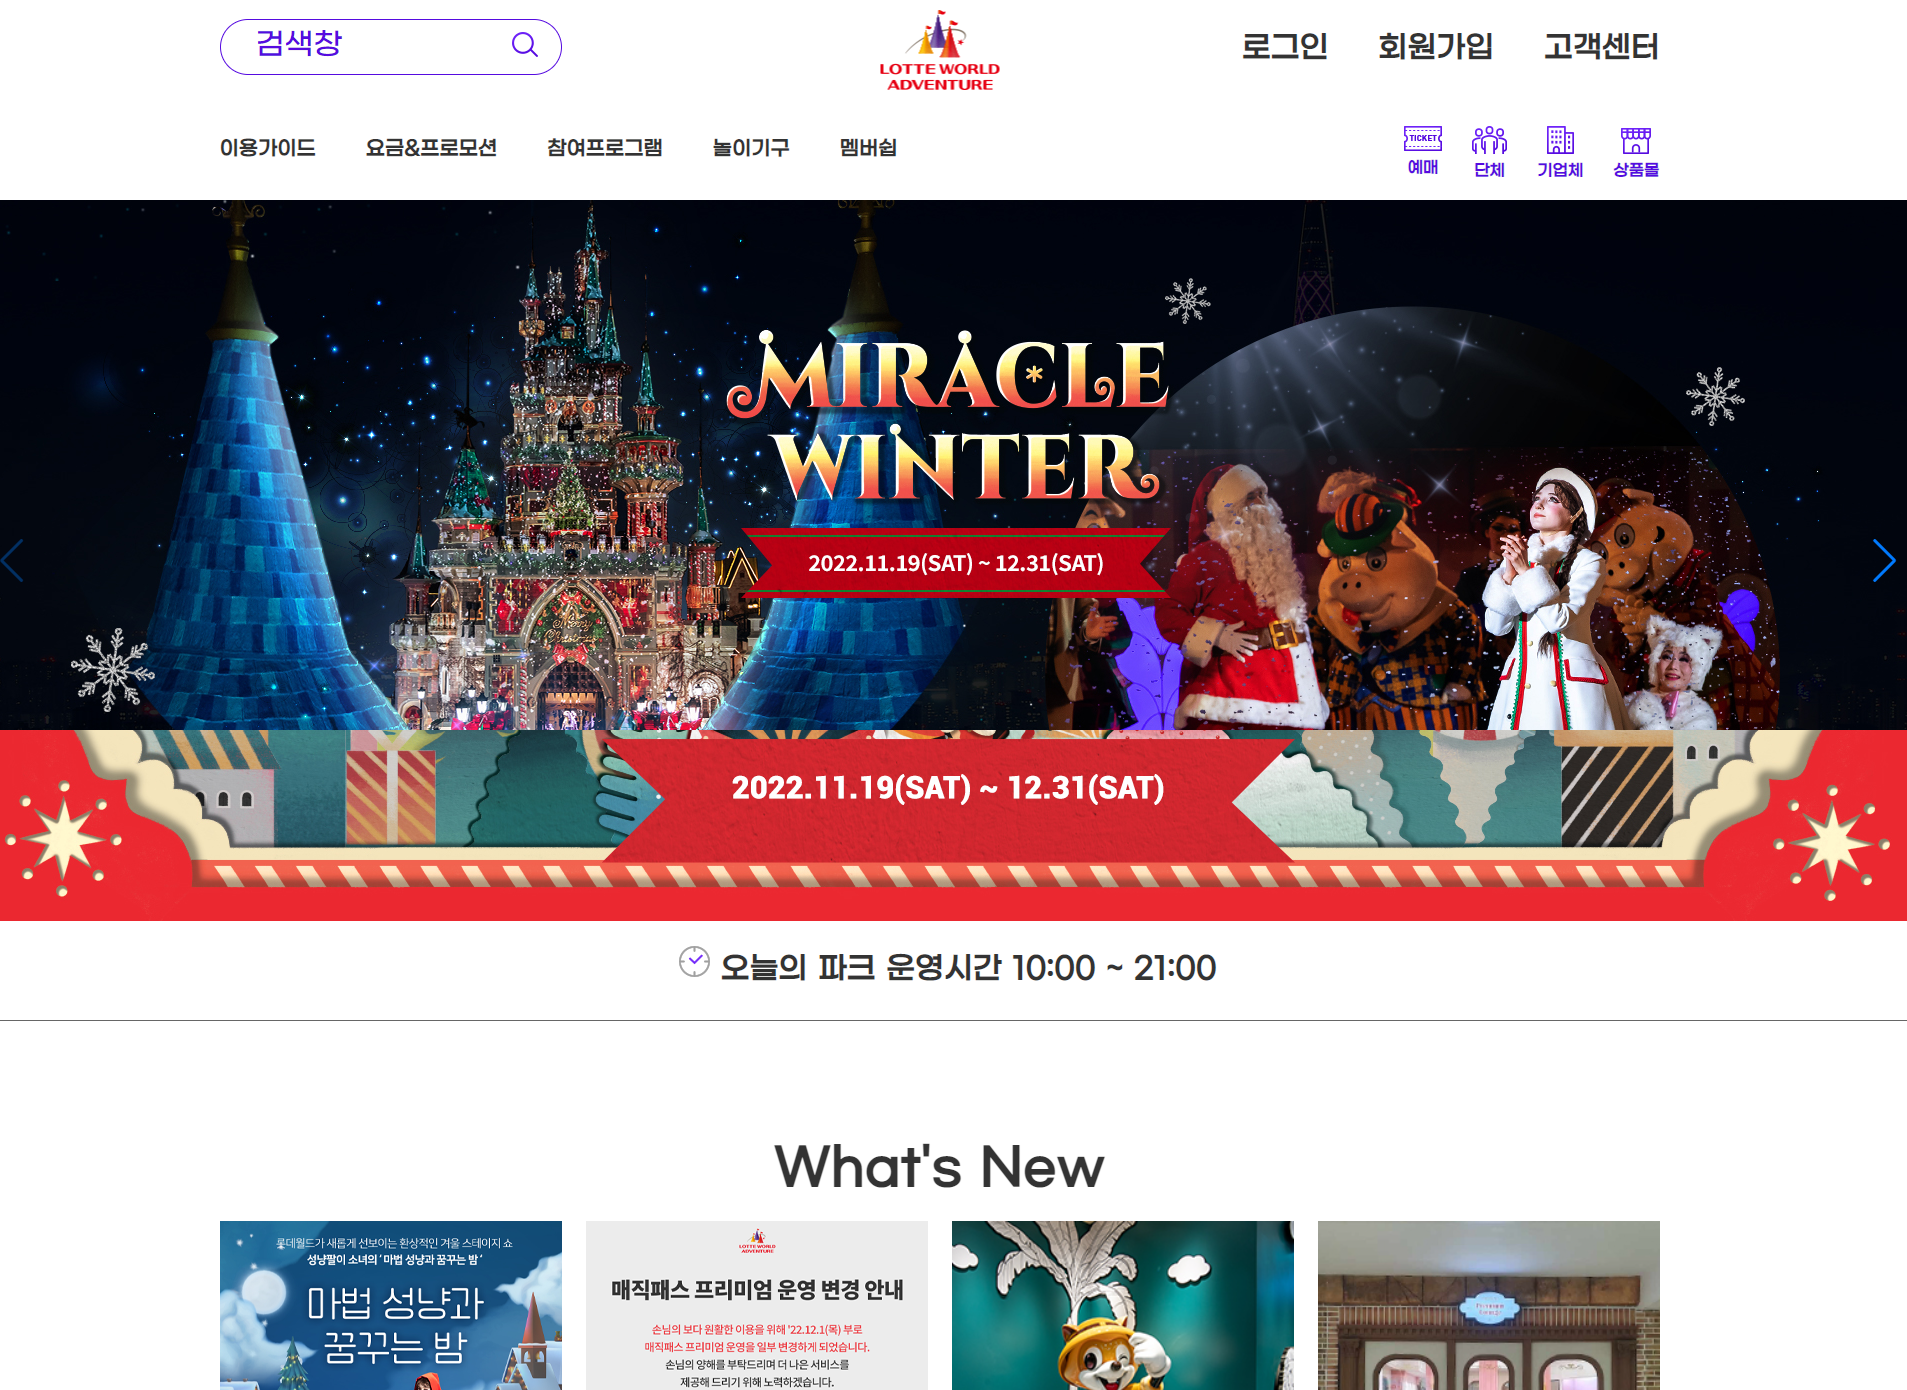 검색창
LOTTE WORLD
ADVENTURE
로그인
회원가입
고객센터
이용가이드
요금&프로모션
참여프로그램
놀이기구
멤버쉽
TICKET
예매
단체
기업체
상품몰
MIRACLE
WINTER
2022.11.19(SAT) ~ 12.31(SAT)
Merry
Christmas
2022.11.19(SAT) ~ 12.31(SAT)
오늘의 파크 운영시간 10:00 ~ 21:00
What's New
롯데월드가 새롭게 선보이는 환상적인 겨울 스테이지 쇼
성냥팔이 소녀의 ' 마법 성냥과 꿈꾸는 밤 '
마법 성냥과
꿈꾸는 밤
LOTTE WORLD
ADVENTURE
매직패스 프리미엄 운영 변경 안내
손님의 보다 원활한 이용을 위해 '22.12.1(목) 부로
매직패스 프리미엄 운영을 일부 변경하게 되었습니다.
손님의 양해를 부탁드리며 더 나은 서비스를
제공해 드리기 위해 노력하겠습니다.